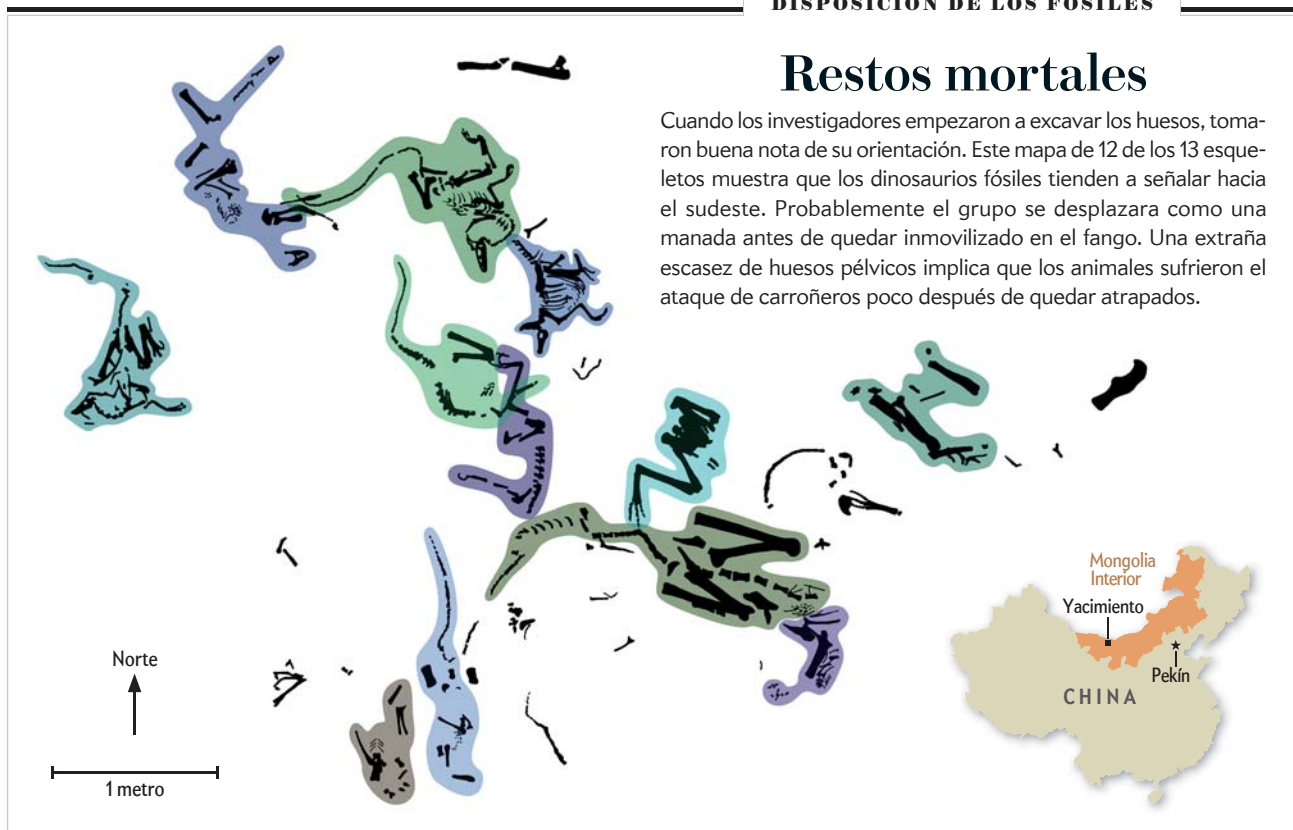 DISPOSICIÓN DE LOS FÓSILES
Restos mortales
Cuando los investigadores empezaron a excavar los huesos, toma-
ron buena nota de su orientación. Este mapa de 12 de los 13 esque-
letos muestra que los dinosaurios fósiles tienden a señalar hacia
el sudeste. Probablemente el grupo se desplazara como una
manada antes de quedar inmovilizado en el fango. Una extraña
escasez de huesos pélvicos implica que los animales sufrieron el
ataque de carroñeros poco después de quedar atrapados.
Mongolia
Interior
Yacimiento
Pekín
CHINA
Norte
1 metro